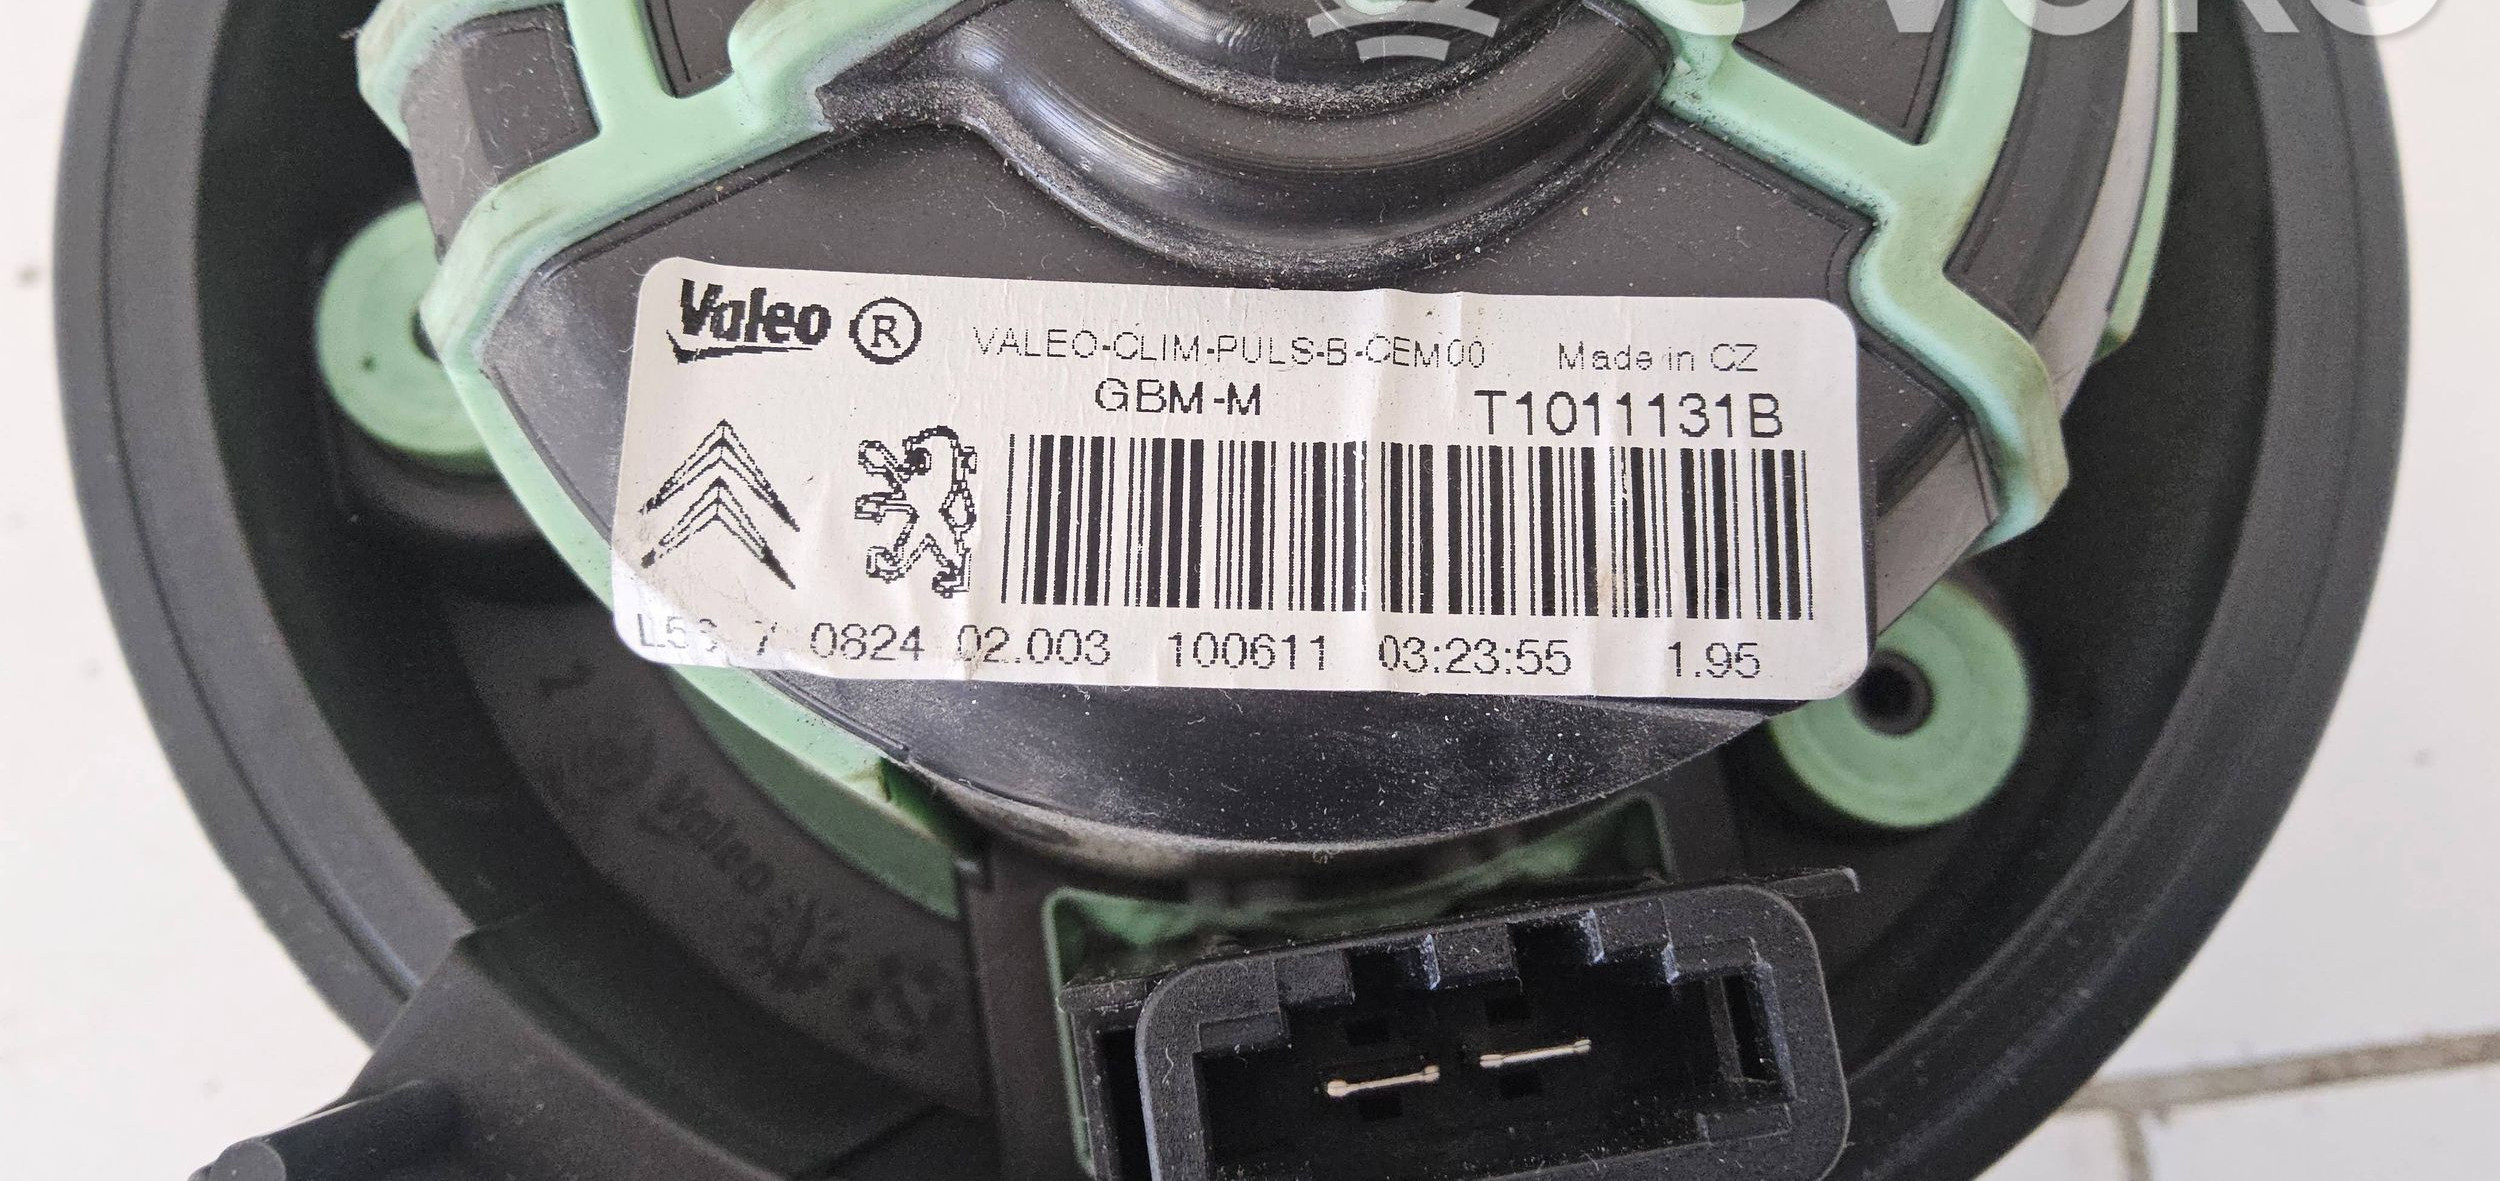 Valeo ® VALEO-CLIM-PULS-B-CEM00 Made in CZ
GBM-M T1011131B
0824 02.003 100611 03:23:55 1.95
Valeo